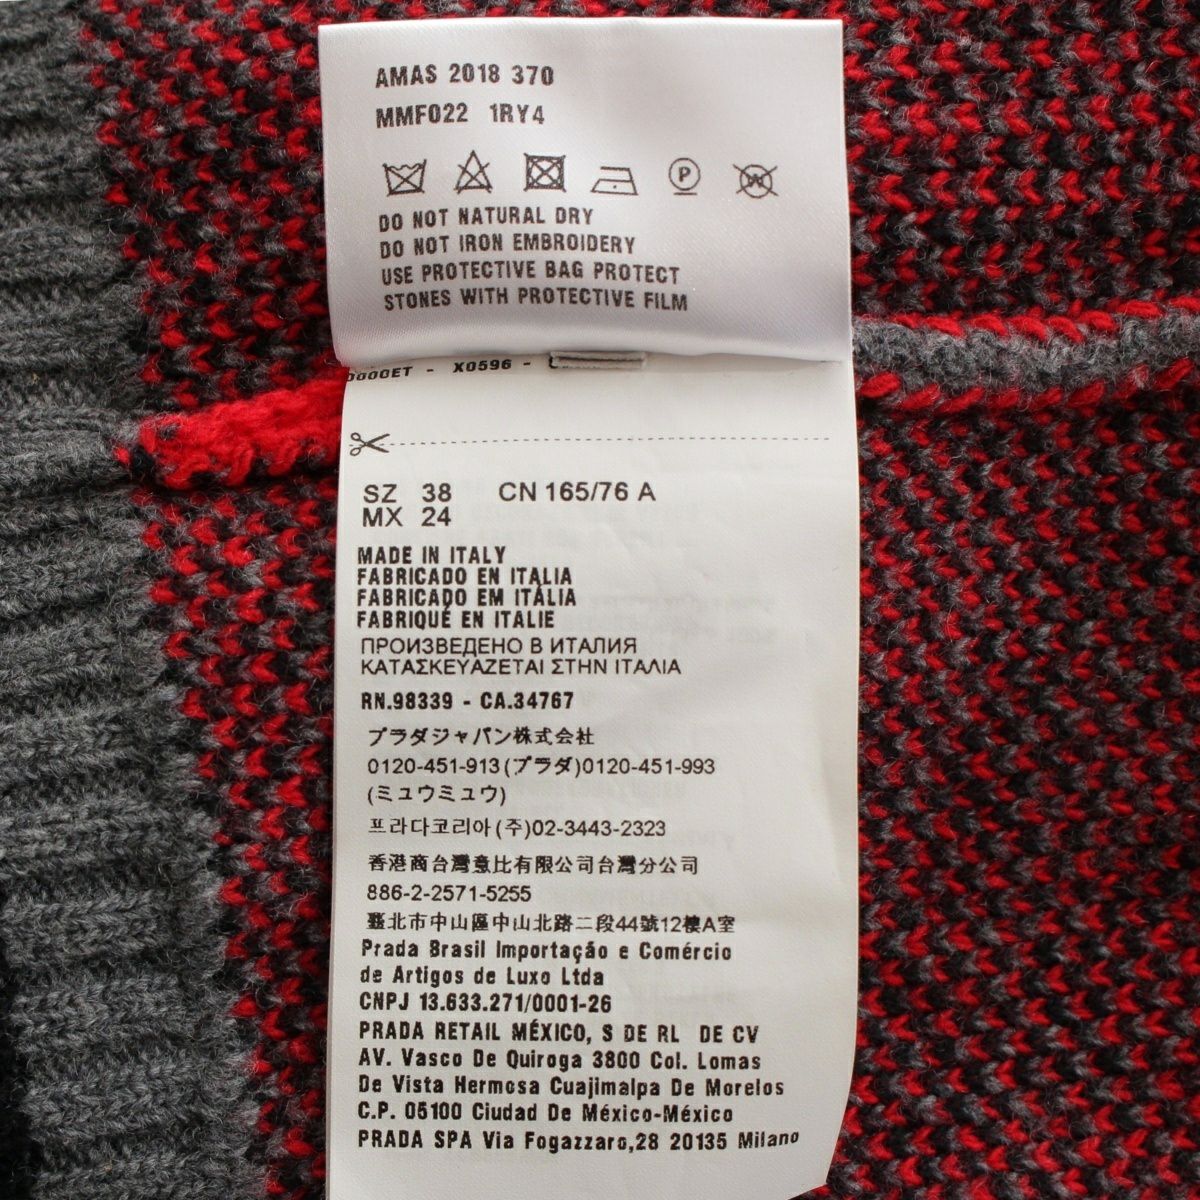 AMAS 2018 370
MMF022 1RY4
P W
DO NOT NATURAL DRY
DO NOT IRON EMBROIDERY
USE PROTECTIVE BAG PROTECT
STONES WITH PROTECTIVE FILM
- X0596 -
SZ 38 CN 165/76 A
MX 24
MADE IN ITALY
FABRICADO EN ITALIA
FABRICADO EM ITÁLIA
FABRIQUÉ EN ITALIE
ПРОИЗВЕДЕНО В ИТАЛИЯ
ΚΑΤΑΣΚΕΥΑΖΕΤΑΙ ΣΤΗΝ ΙΤΑΛΙΑ
RN.98339 - CA.34767
プラダジャパン株式会社
0120-451-913(プラダ)0120-451-993
(ミュウミュウ)
프라다코리아(주)02-3443-2323
香港商台灣意比有限公司台灣分公司
886-2-2571-5255
臺北市中山區中山北路二段44號12樓A室
Prada Brasil Importação e Comércio
de Artigos de Luxo Ltda
CNPJ 13.633.271/0001-26
PRADA RETAIL MÉXICO, S DE RL DE CV
AV. Vasco De Quiroga 3800 Col. Lomas
De Vista Hermosa Cuajimalpa De Morelos
C.P. 05100 Ciudad De México-México
PRADA SPA Via Fogazzaro,28 20135 Milano